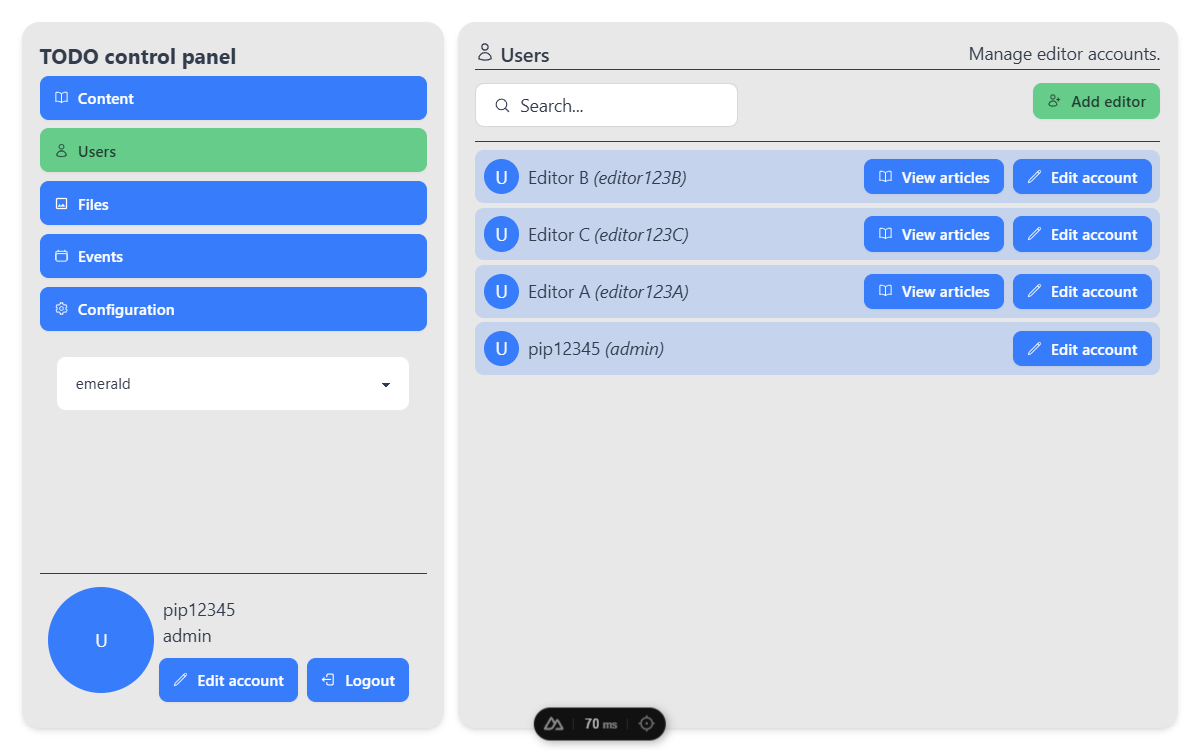 TODO control panel
Content
Users
Files
Events
Configuration
emerald
U
pip12345
admin
Edit account
Logout
Users
Manage editor accounts.
Search...
Add editor
U Editor B (editor123B) View articles Edit account
U Editor C (editor123C) View articles Edit account
U Editor A (editor123A) View articles Edit account
U pip12345 (admin) Edit account
70 ms